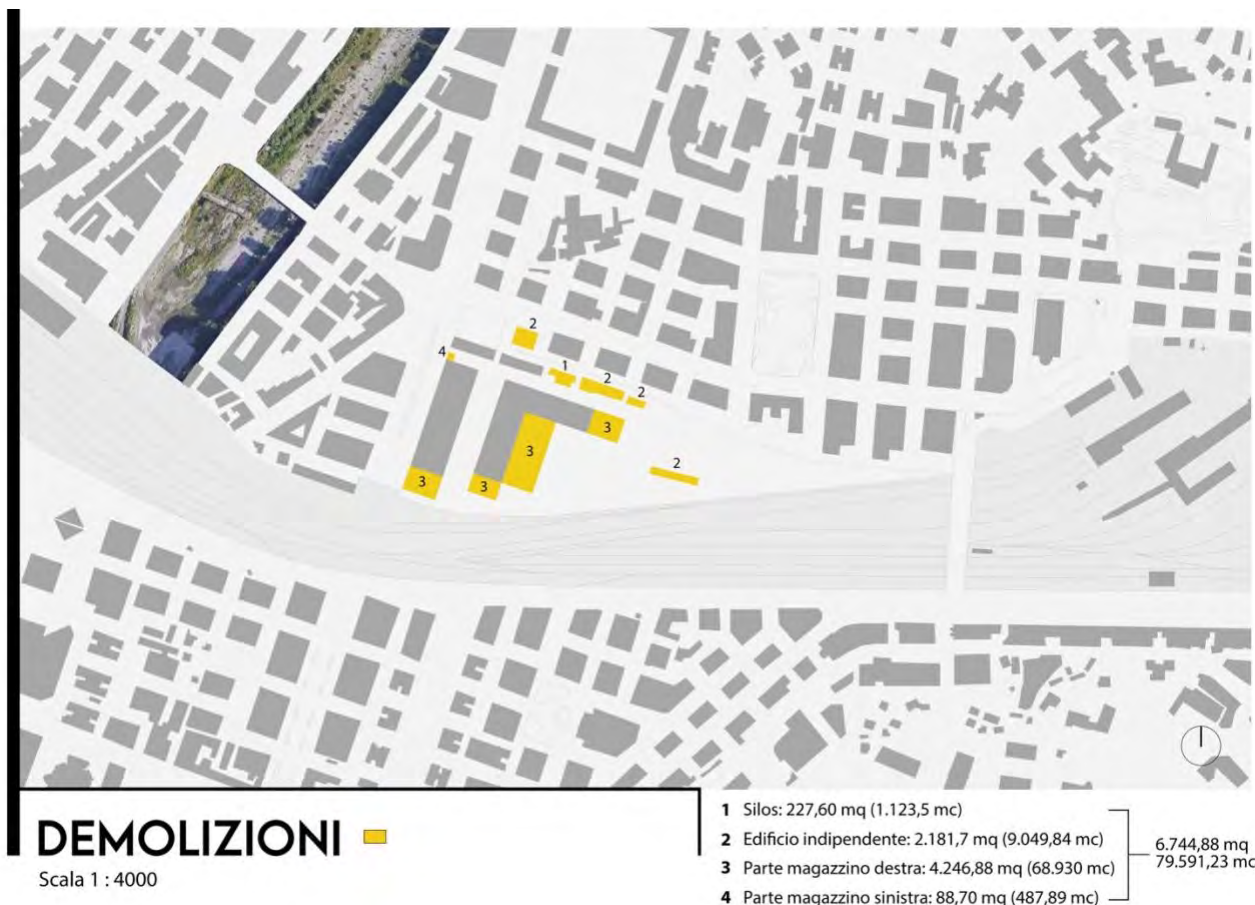 2
4
1
2
2
3
3
2
3
3
DEMOLIZIONI
Scala 1 : 4000
1 Silos: 227,60 mq (1.123,5 mc)
2 Edificio indipendente: 2.181,7 mq (9.049,84 mc)
3 Parte magazzino destra: 4.246,88 mq (68.930 mc)
4 Parte magazzino sinistra: 88,70 mq (487,89 mc)
6.744,88 mq
79.591,23 mc